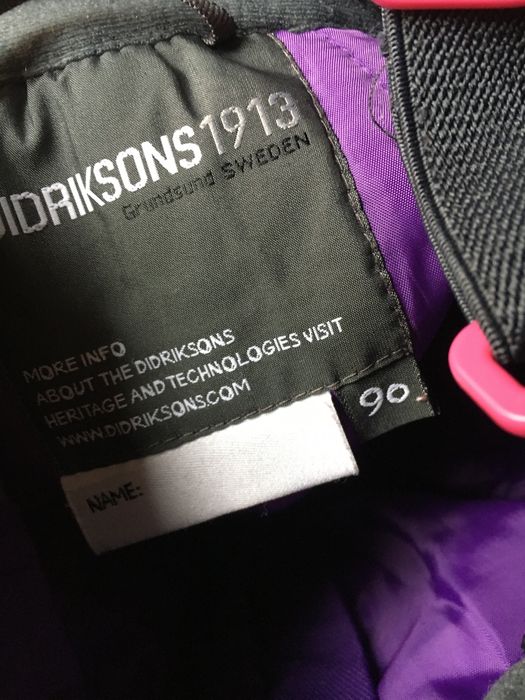 DIDRIKSONS1913
Grundsund SWEDEN
MORE INFO
ABOUT THE DIDRIKSONS
HERITAGE AND TECHNOLOGIES VISIT
WWW.DIDRIKSONS.COM
90
NAME: